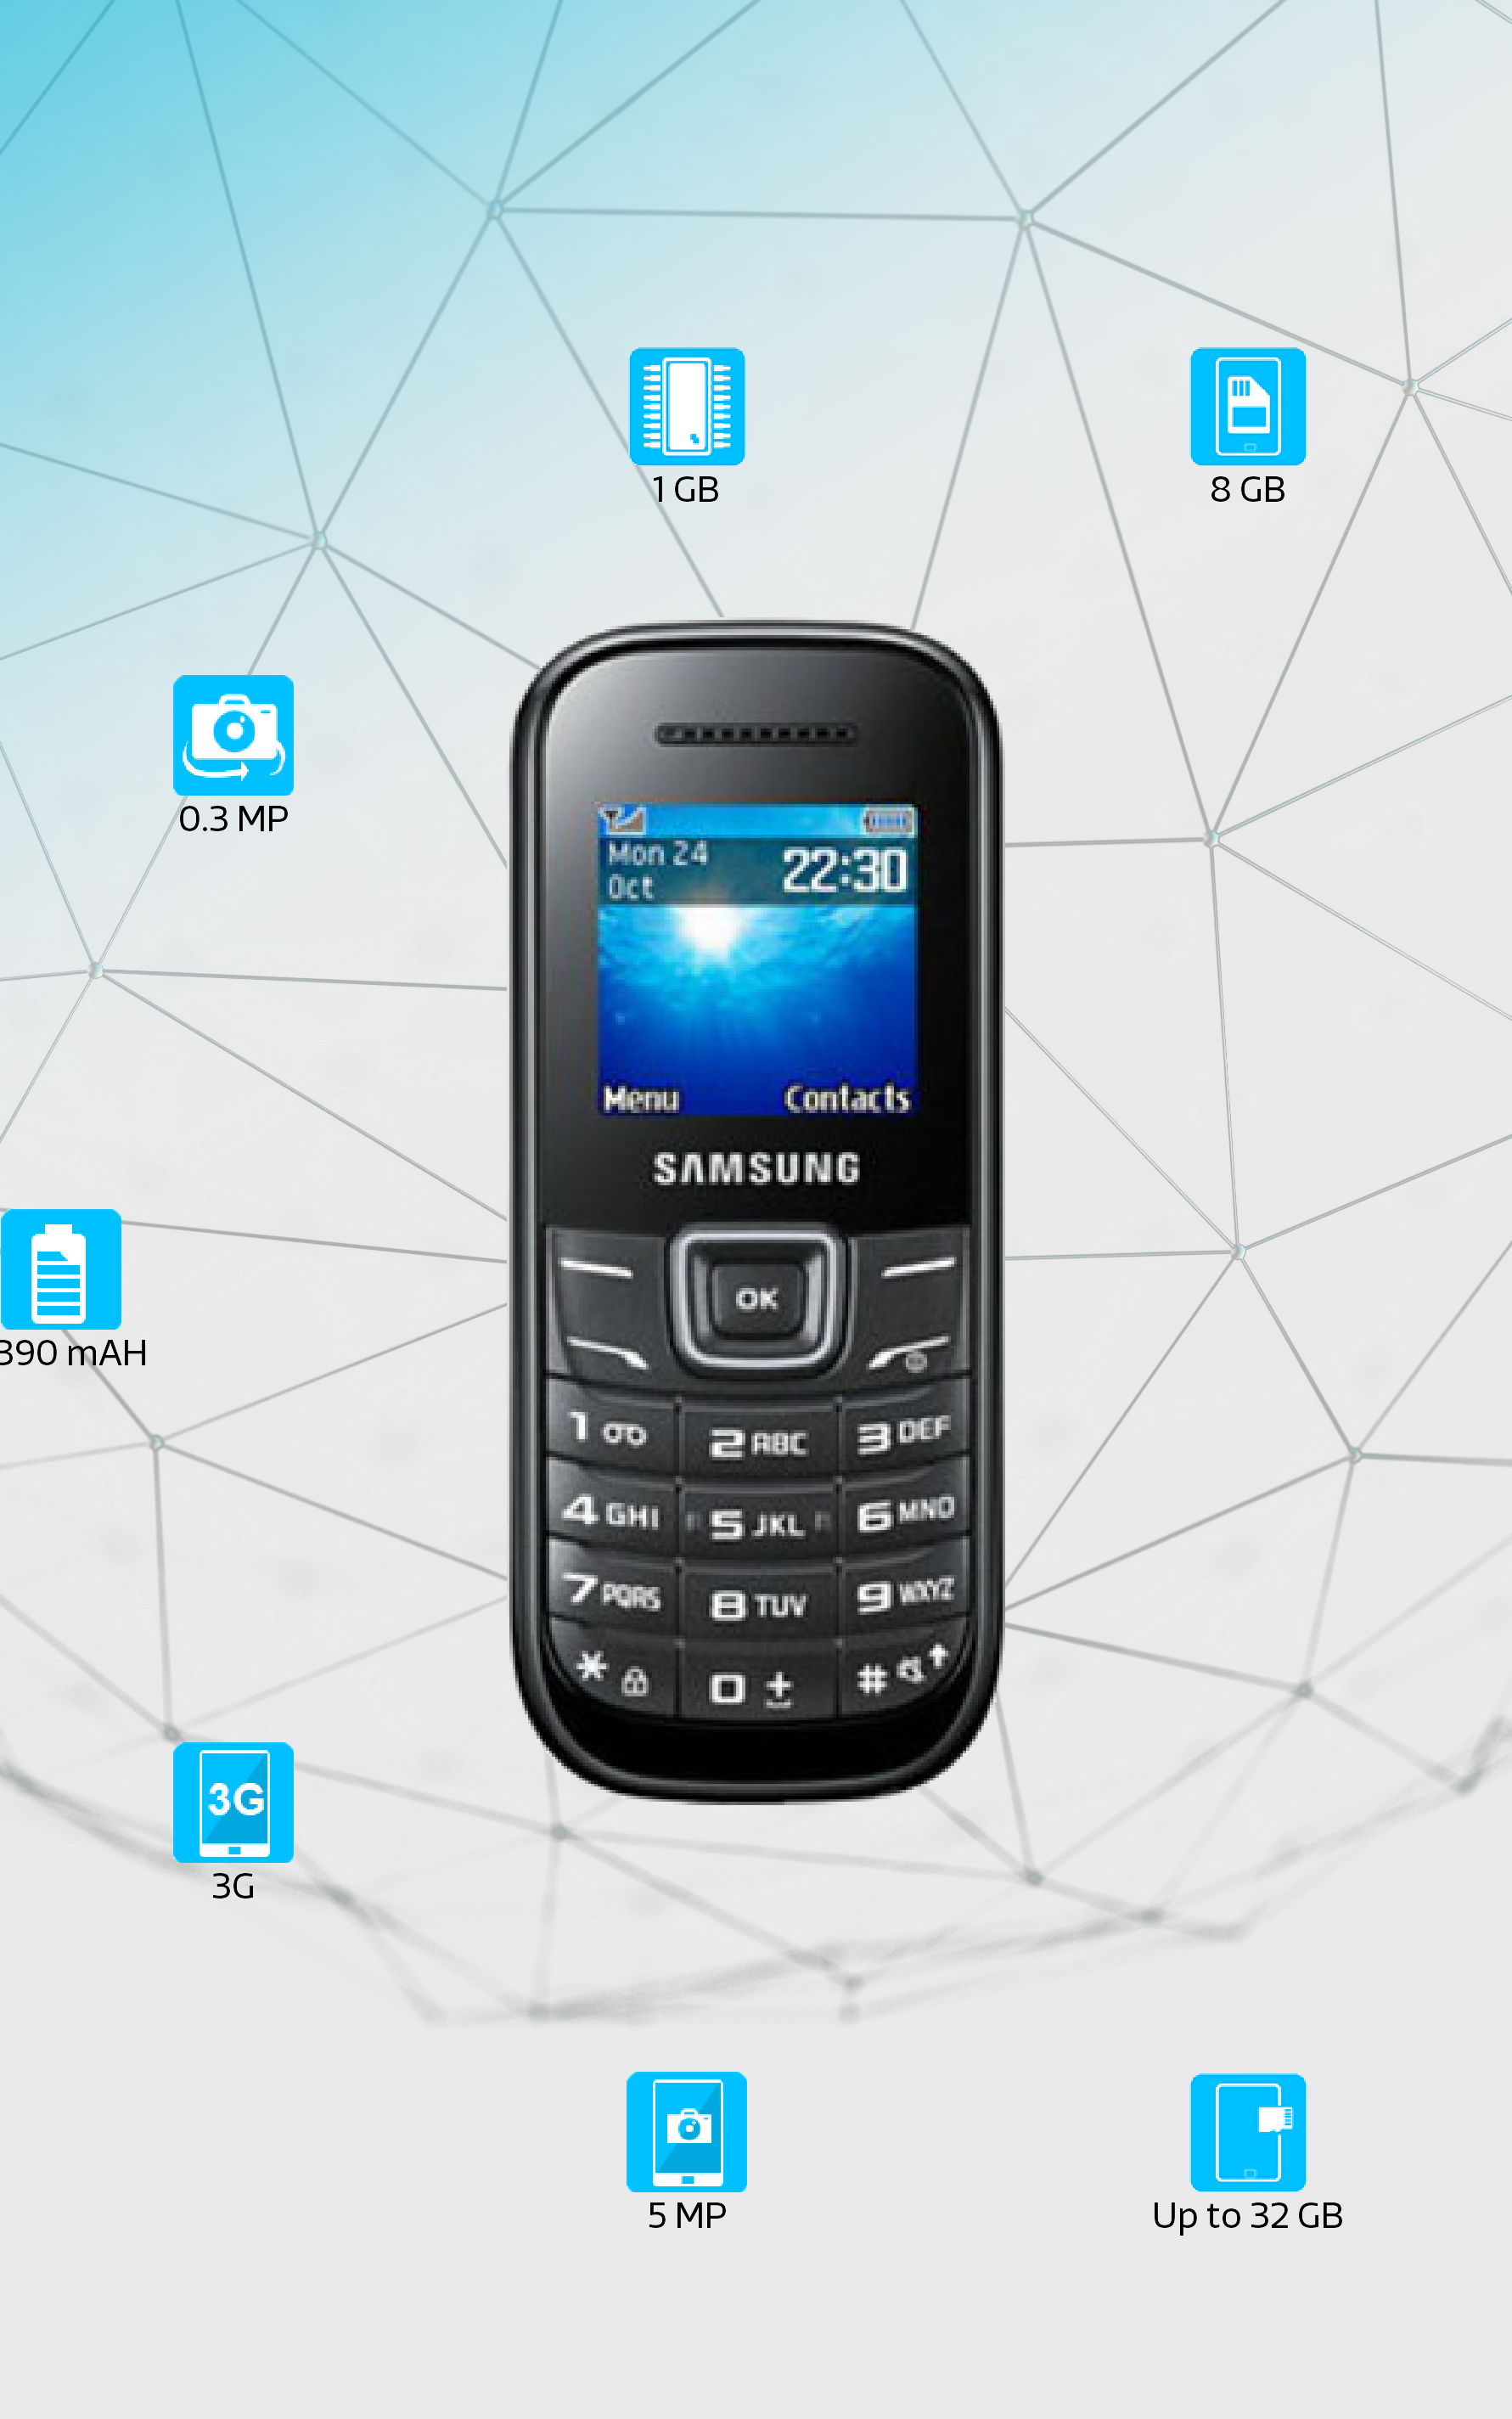 1 GB
8 GB
0.3 MP
Mon 24
Oct
22:30
Menu
Contacts
SAMSUNG
OK
390 mAH
1
2 ABC
3 DEF
4 GHI
5 JKL
6 MNO
7 PQRS
8 TUV
9 WXYZ
*
0 +
#
3G
3G
5 MP
Up to 32 GB